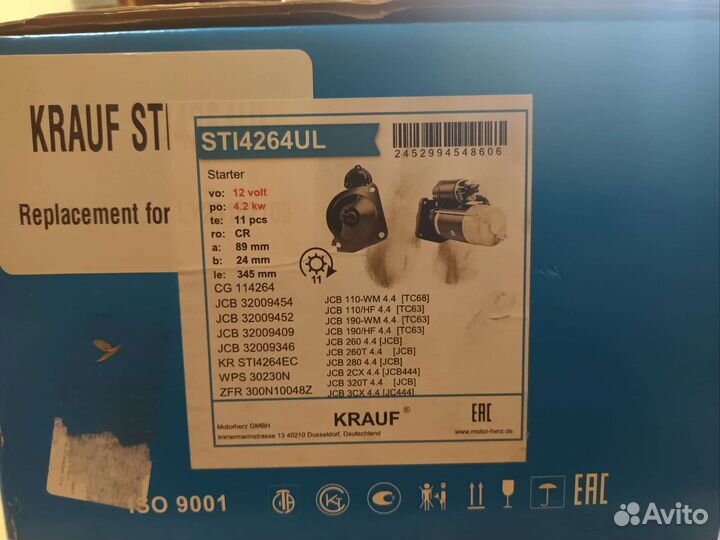 KRAUF STI
Replacement for
STI4264UL
2452994548606
Starter
vo: 12 volt
po: 4.2 kw
te: 11 pcs
ro: CR
a: 89 mm
b: 24 mm
le: 345 mm
11
CG 114264
JCB 32009454
JCB 32009452
JCB 32009409
JCB 32009346
KR STI4264EC
WPS 30230N
ZFR 300N10048Z
JCB 110-WM 4.4 [TC68]
JCB 110/HF 4.4 [TC63]
JCB 190-WM 4.4 [TC63]
JCB 190/HF 4.4 [TC63]
JCB 260 4.4 [JCB]
JCB 260T 4.4 [JCB]
JCB 280 4.4 [JCB]
JCB 2CX 4.4 [JCB444]
JCB 320T 4.4 [JCB]
JCB 3CX 4.4 [JC444]
Motorherz GMBH
immermannstrasse 13 40210 Dusseldorf, Deutschland
KRAUF®
EAC
www.motor-herz.de
ISO 9001
EAC
Avito